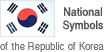 National
Symbols
of the Republic of Korea